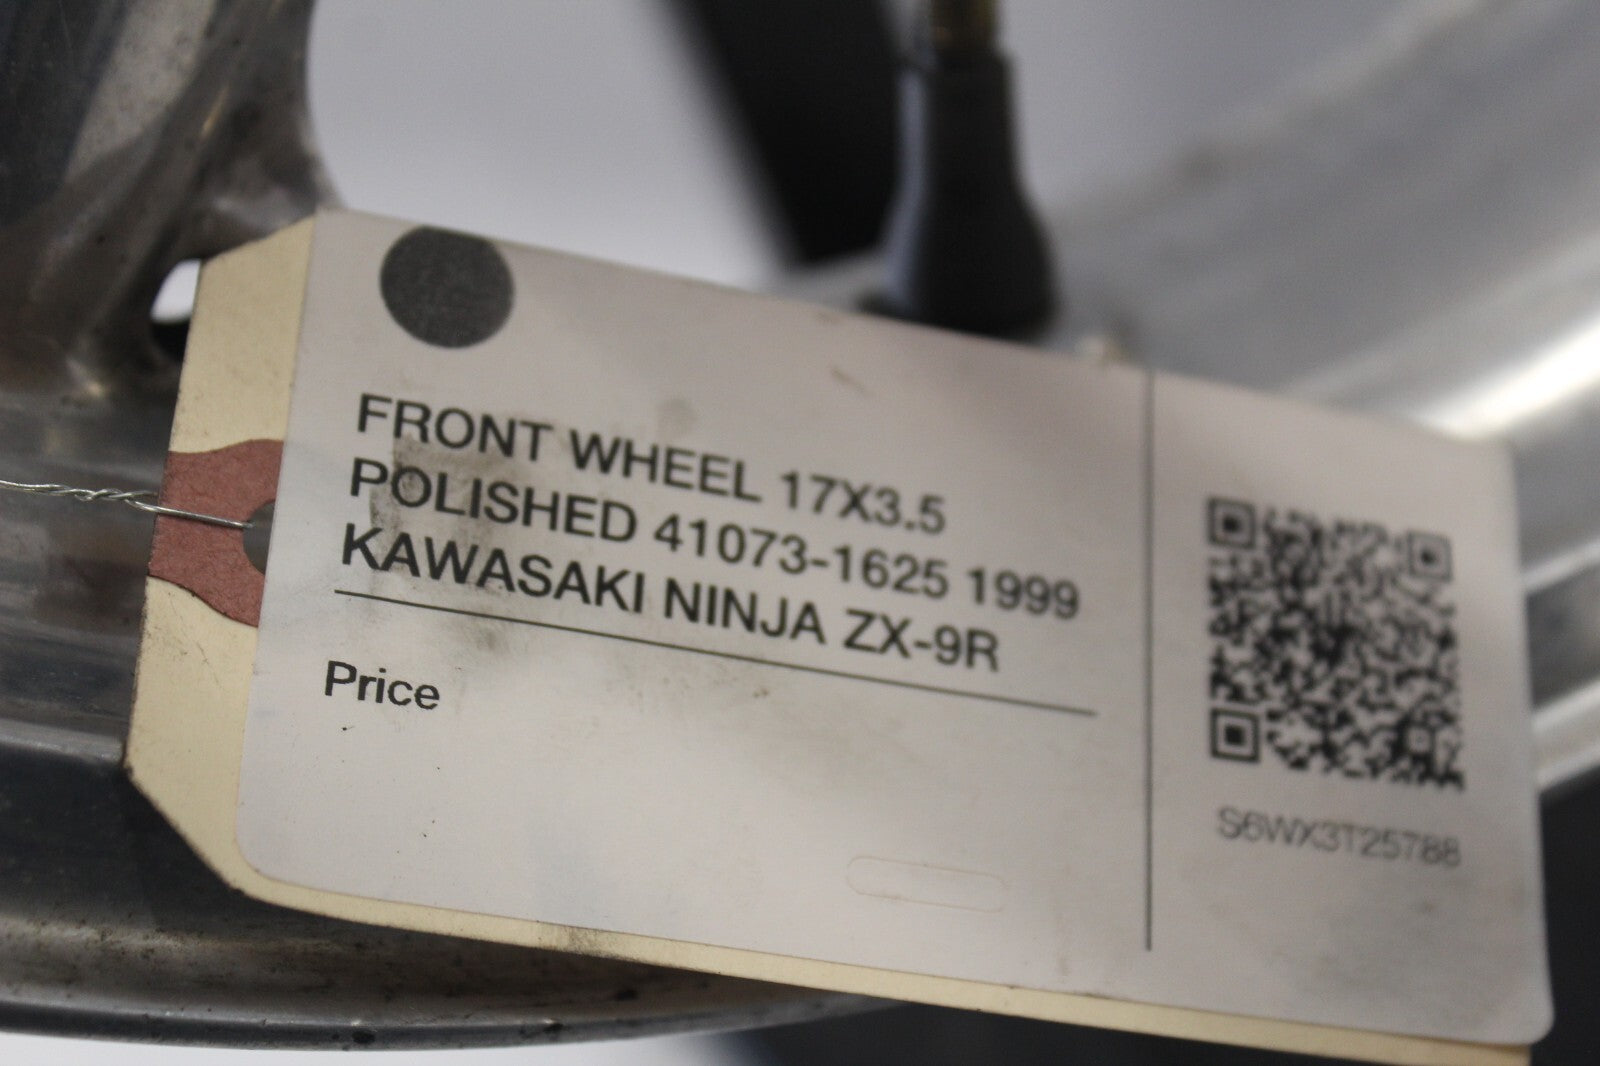 FRONT WHEEL 17X3.5
POLISHED 41073-1625 1999
KAWASAKI NINJA ZX-9R
Price
S6WX3T25788